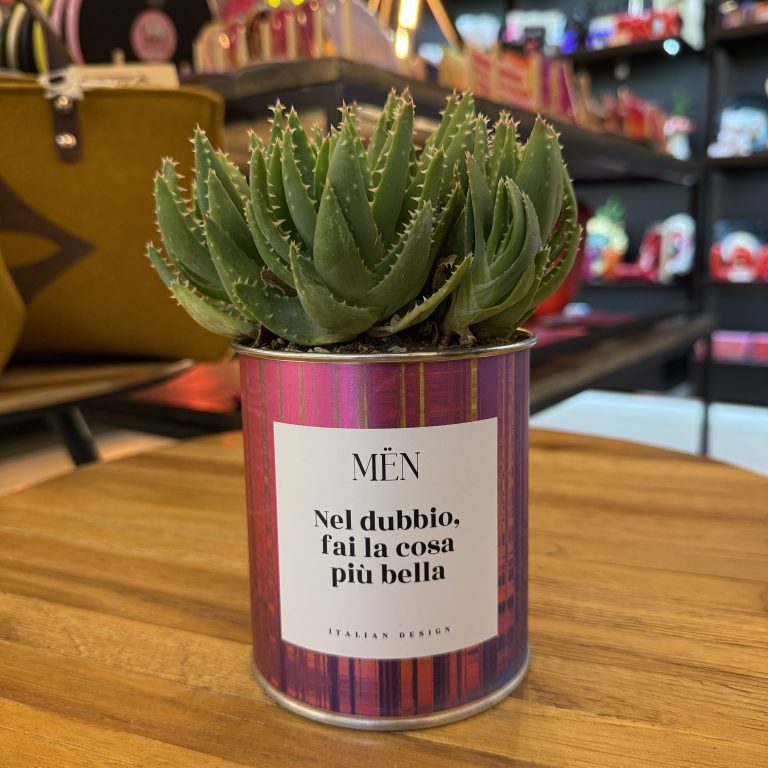 MËN
Nel dubbio,
fai la cosa
più bella
ITALIAN DESIGN